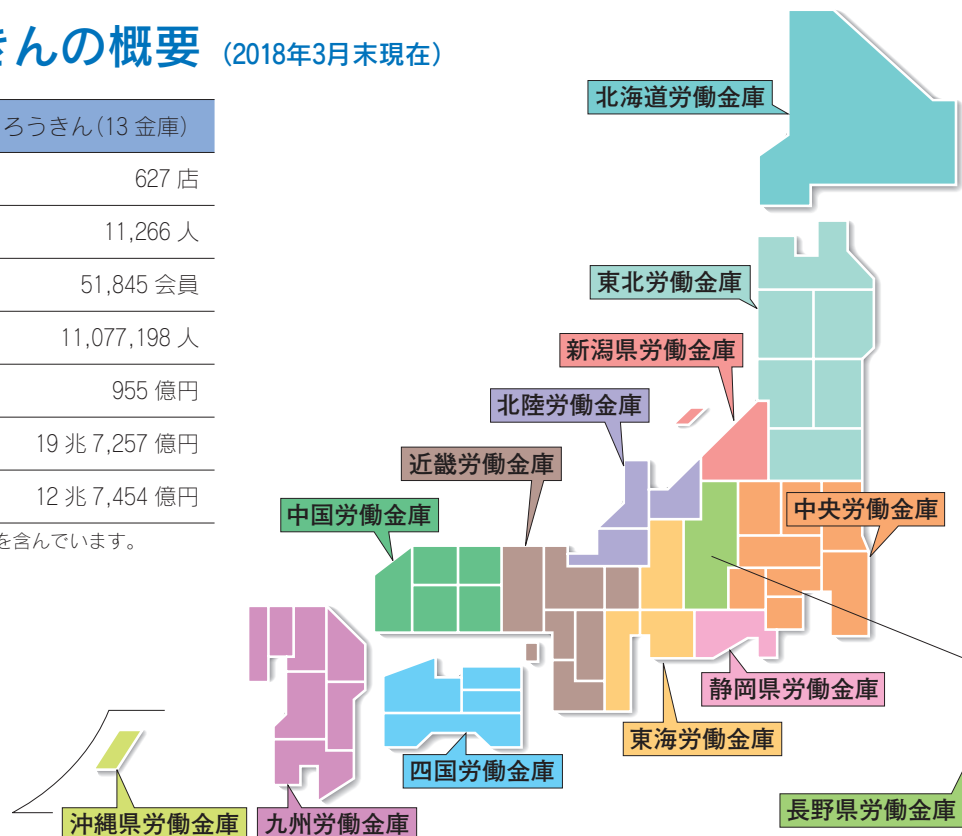 きんの概要 (2018年3月末現在)
ろうきん(13 金庫)
627 店
11,266 人
51,845 会員
11,077,198 人
955 億円
19 兆 7,257 億円
12 兆 7,454 億円
を含んでいます。
北海道労働金庫
東北労働金庫
新潟県労働金庫
北陸労働金庫
近畿労働金庫
中国労働金庫
中央労働金庫
静岡県労働金庫
東海労働金庫
四国労働金庫
長野県労働金庫
沖縄県労働金庫
九州労働金庫